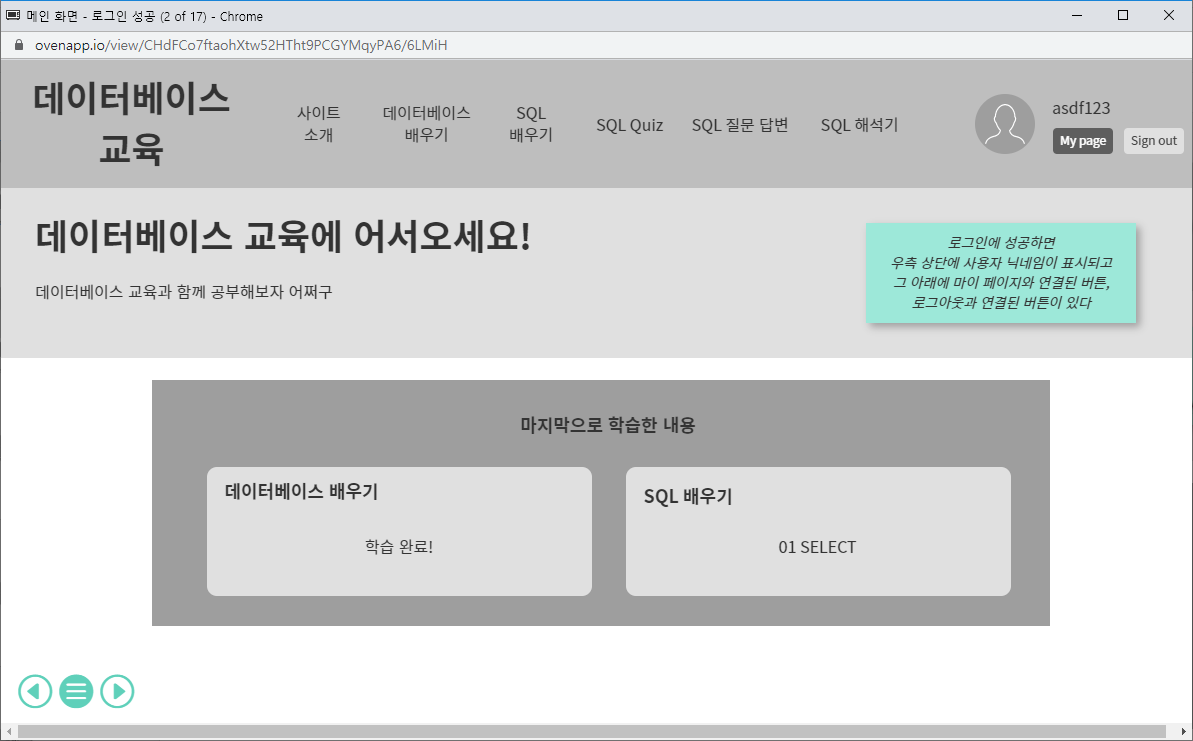 메인 화면 - 로그인 성공 (2 of 17) - Chrome
ovenapp.io/view/CHdFCo7ftaohXtw52HTht9PCGYMqyPA6/6LMiH
데이터베이스
교육
사이트
소개
데이터베이스
배우기
SQL
배우기
SQL Quiz
SQL 질문 답변
SQL 해석기
asdf123
My page
Sign out
데이터베이스 교육에 어서오세요!
데이터베이스 교육과 함께 공부해보자 어쩌구
로그인에 성공하면
우측 상단에 사용자 닉네임이 표시되고
그 아래에 마이 페이지와 연결된 버튼,
로그아웃과 연결된 버튼이 있다
마지막으로 학습한 내용
데이터베이스 배우기
학습 완료!
SQL 배우기
01 SELECT